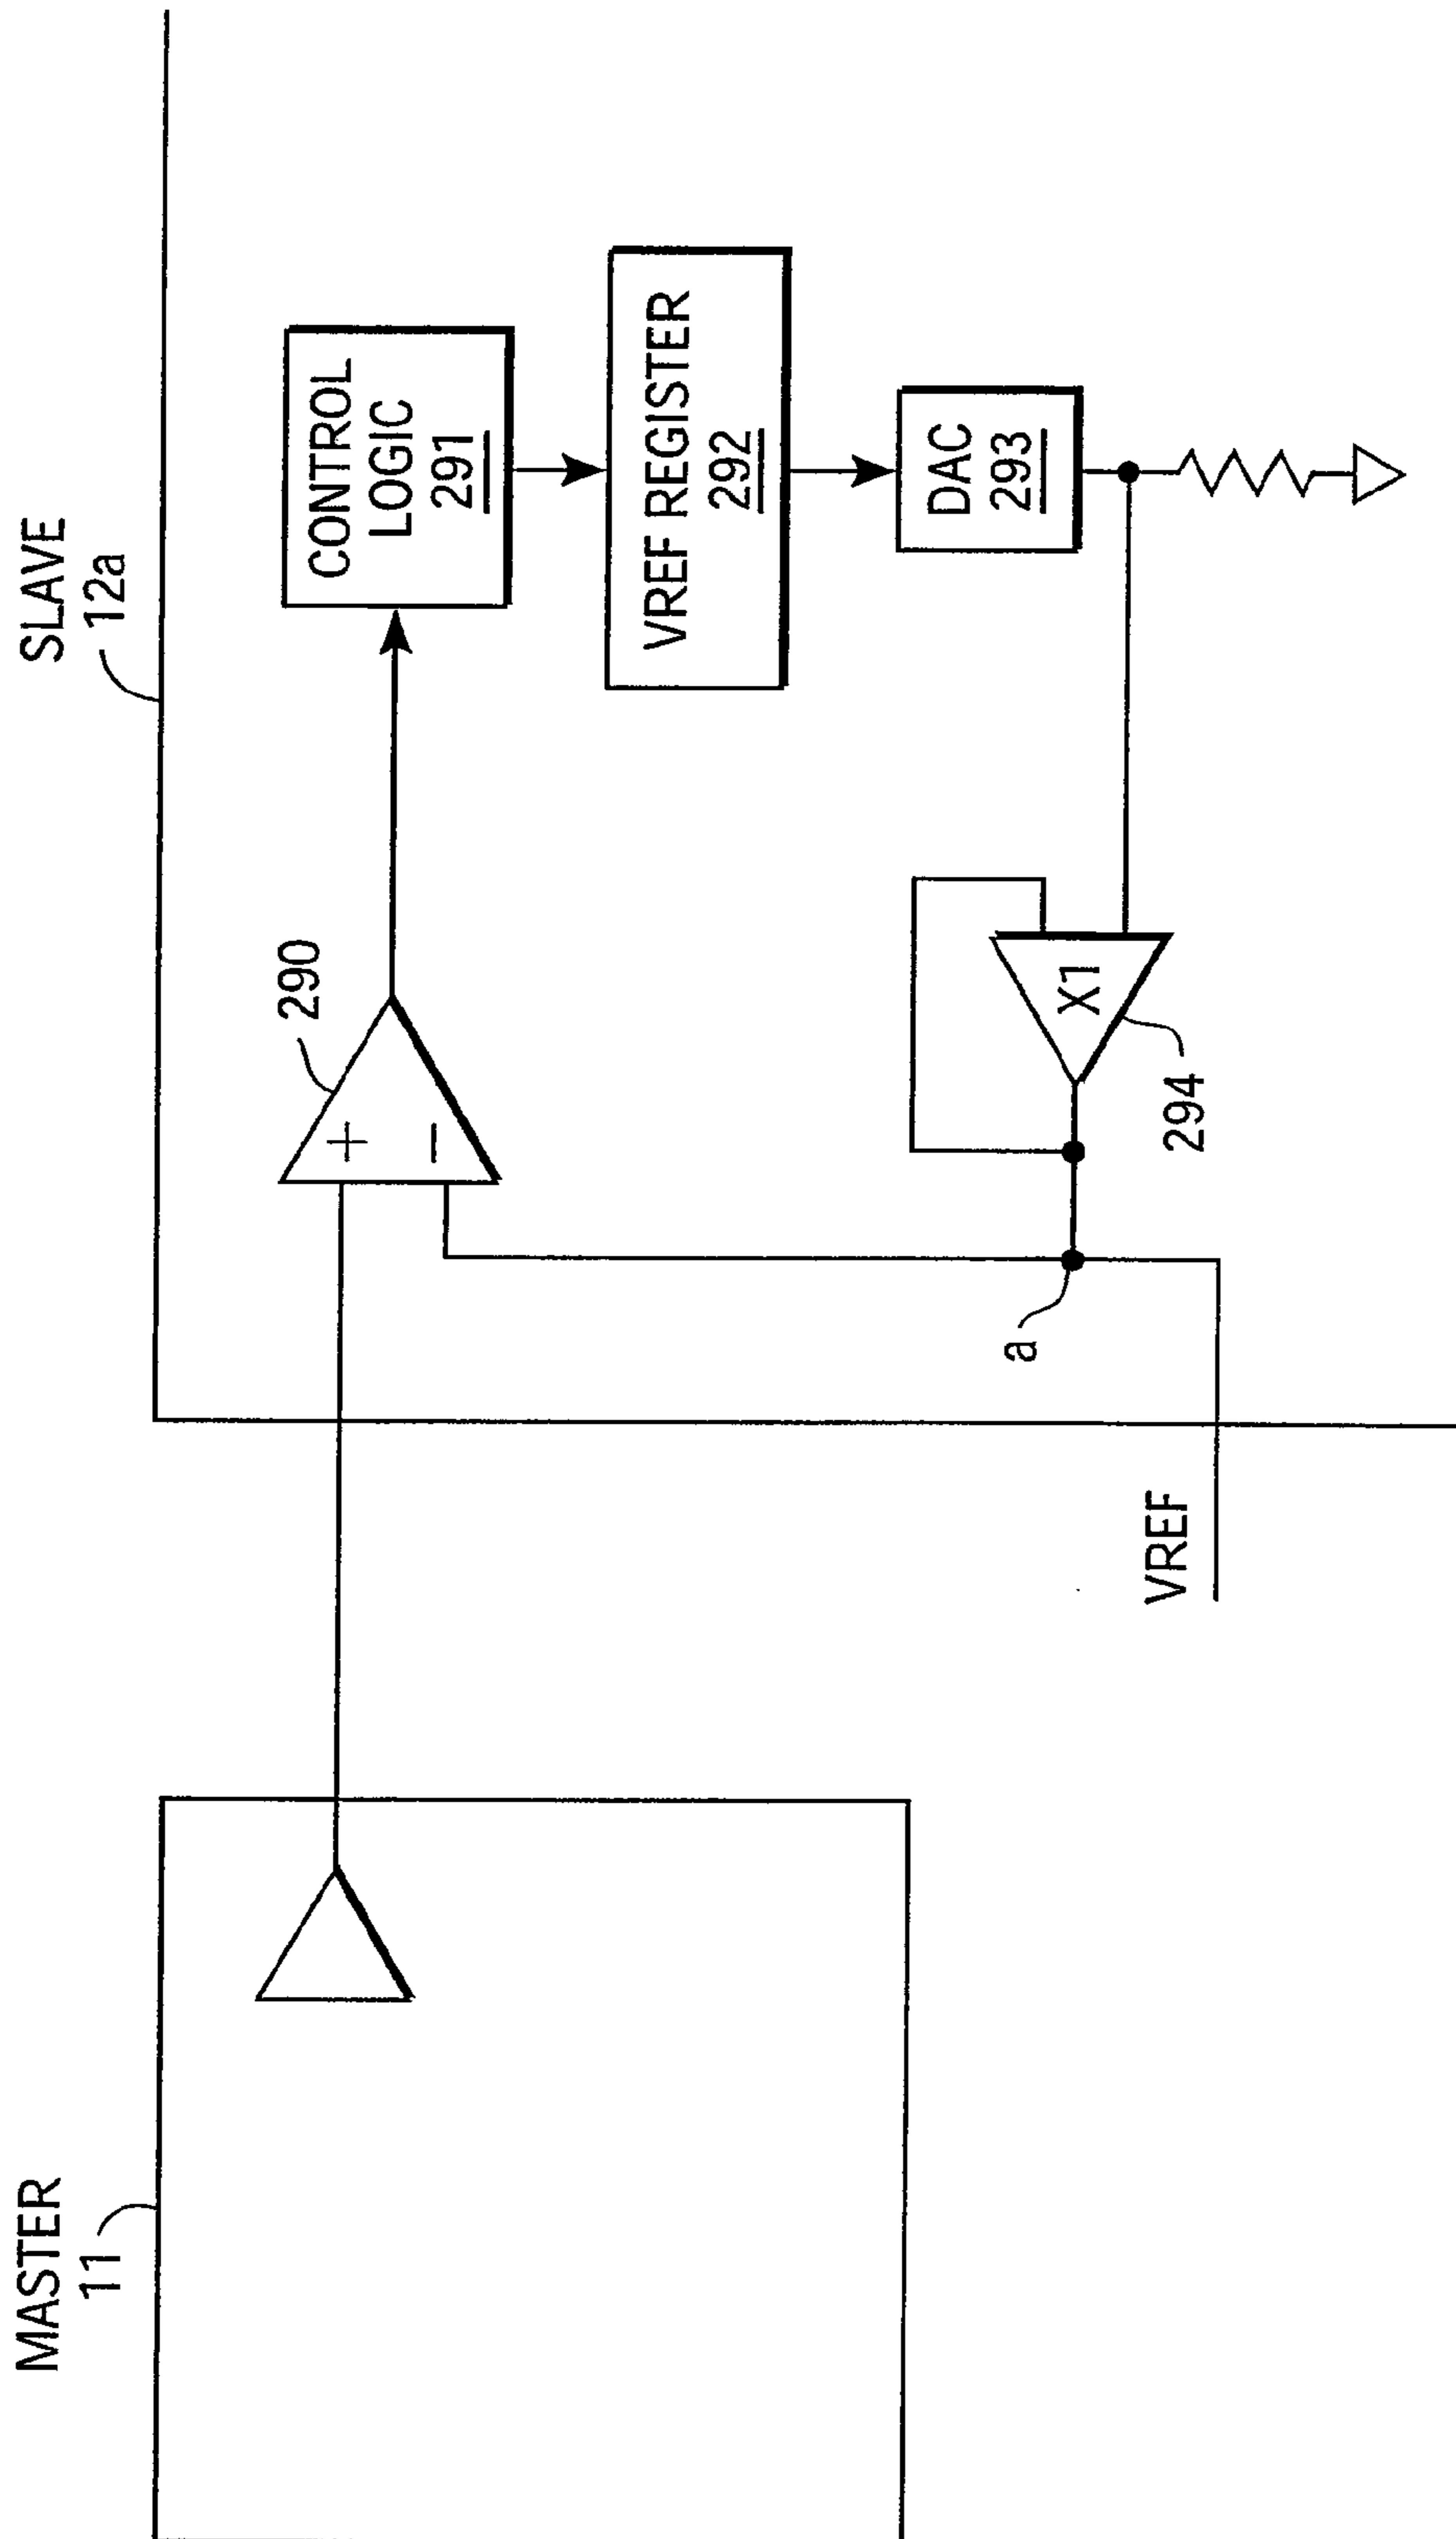 MASTER
11
SLAVE
12a
290
+
−
CONTROL
LOGIC
291
VREF REGISTER
292
DAC
293
X1
294
a
VREF